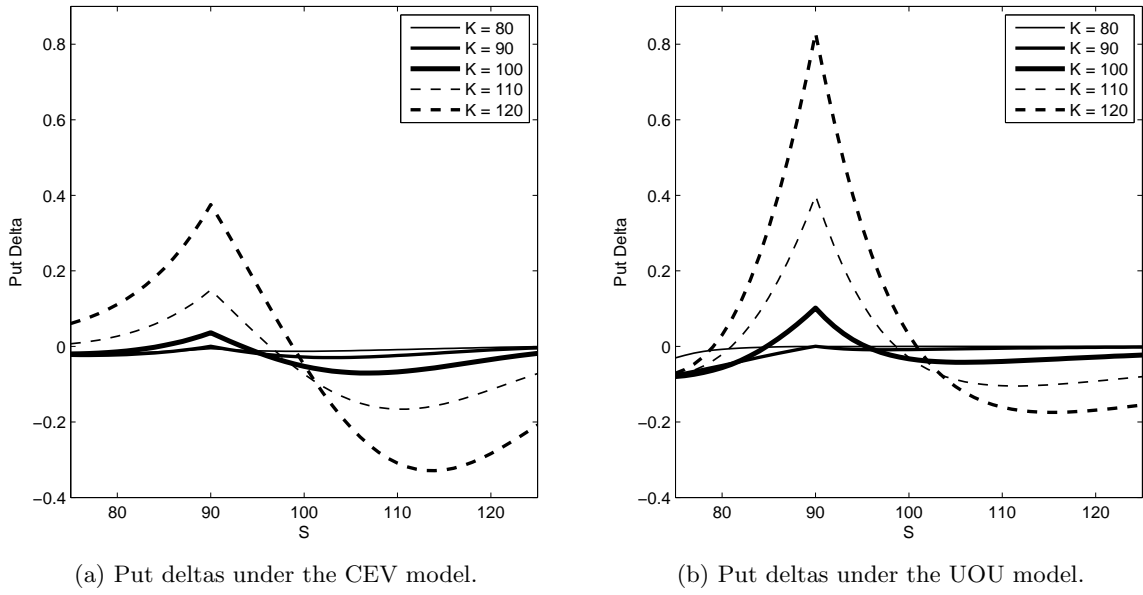 0.8
0.6
0.4
0.2
0
−0.2
−0.4
Put Delta
80 90 100 110 120
S
K = 80
K = 90
K = 100
K = 110
K = 120
(a) Put deltas under the CEV model.
0.8
0.6
0.4
0.2
0
−0.2
−0.4
Put Delta
80 90 100 110 120
S
K = 80
K = 90
K = 100
K = 110
K = 120
(b) Put deltas under the UOU model.